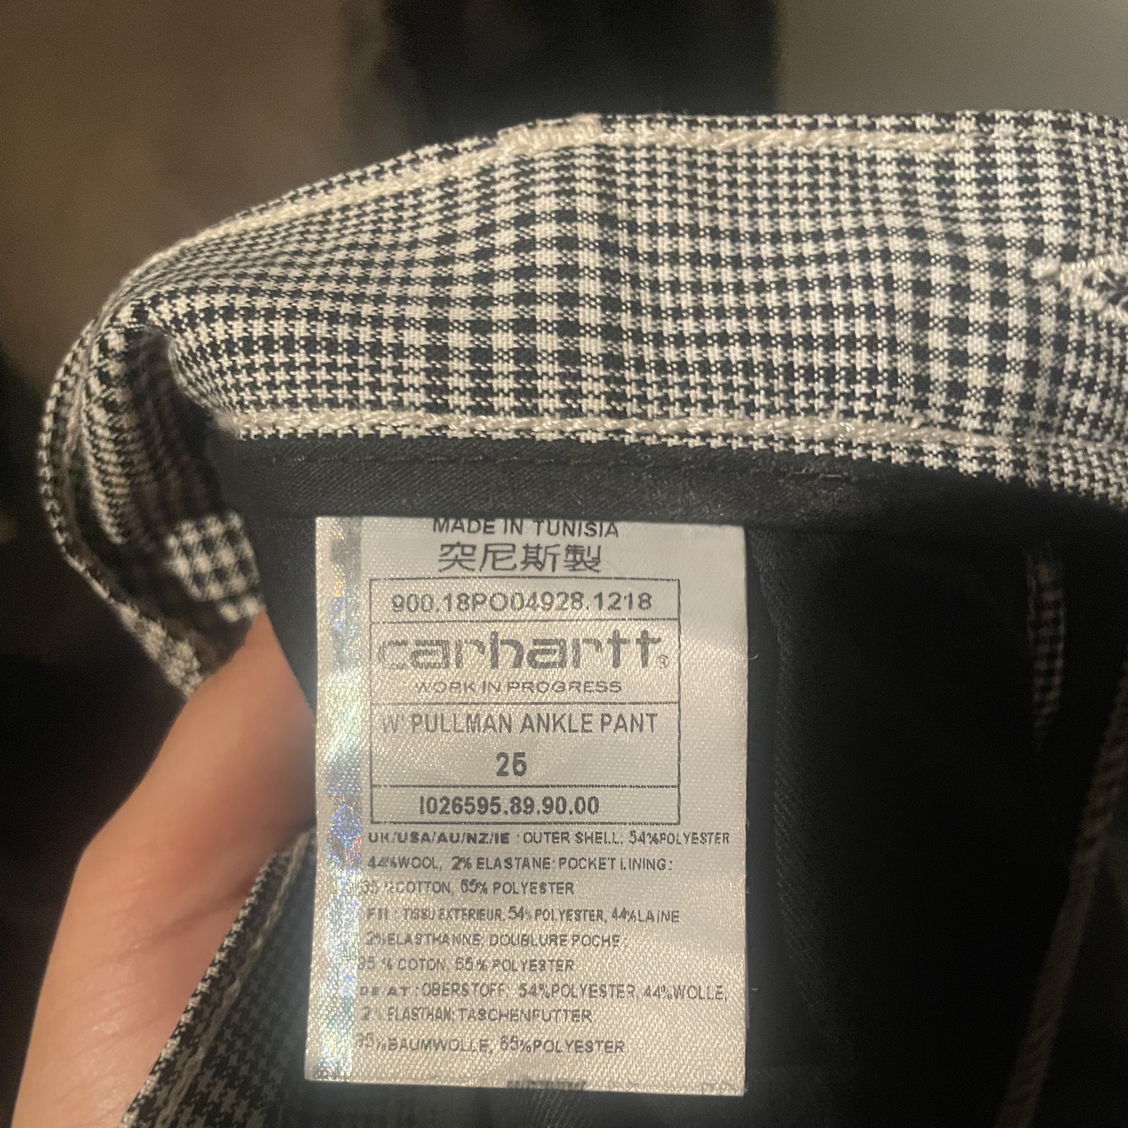 MADE IN TUNISIA
突尼斯製
900.18PO04928.1218
carhartt®
WORK IN PROGRESS
W' PULLMAN ANKLE PANT
25
I026595.89.90.00
UK/USA/AU/NZ/IE : OUTER SHELL: 54%POLYESTER
44%WOOL, 2% ELASTANE; POCKET LINING:
35 %COTTON, 65% POLYESTER
FR : TISSU EXTERIEUR: 54% POLYESTER, 44%LAINE
2%ELASTHANNE; DOUBLURE POCHE :
35 % COTON, 65 % POLYESTER
DE AT : OBERSTOFF: 54%POLYESTER, 44%WOLLE,
2% ELASTHAN; TASCHENFUTTER
35%BAUMWOLLE, 65%POLYESTER